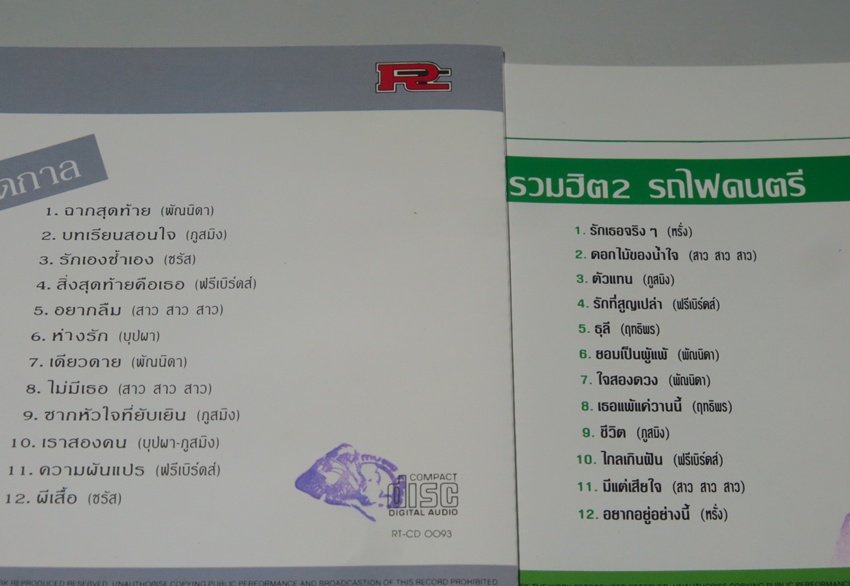 RC
ดกาล
1. ฉากสุดท้าย (พัณนิดา)
2. บทเรียนสอนใจ (ภูสมิง)
3. รักเองช้ำเอง (ชรัส)
4. สิ่งสุดท้ายคือเธอ (ฟรีเบิร์ดส์)
5. อยากลืม (สาว สาว สาว)
6. ห่างรัก (บุปผา)
7. เดียวดาย (พัณนิดา)
8. ไม่มีเธอ (สาว สาว สาว)
9. ซากหัวใจที่ยับเยิน (ภูสมิง)
10. เราสองคน (บุปผา-ภูสมิง)
11. ความผันแปร (ฟรีเบิร์ดส์)
12. ผีเสื้อ (ชรัส)
COMPACT
disc
DIGITAL AUDIO
RT-CD 0093
RK REPRODUCED RESERVED. UNAUTHORISE COPYING PUBLIC PERFORMANCE AND BROADCASTION OF THIS RECORD PROHIBITED.
รวมฮิต2 รถไฟดนตรี
1. รักเธอจริง ๆ (หรั่ง)
2. ดอกไม้ของน้ำใจ (สาว สาว สาว)
3. ตัวแทน (ภูสมิง)
4. รักที่สูญเปล่า (ฟรีเบิร์ดส์)
5. ธุลี (ฤทธิพร)
6. ยอมเป็นผู้แพ้ (พัณนิดา)
7. ใจสองดวง (พัณนิดา)
8. เธอแพ้แค่วานนี้ (ฤทธิพร)
9. ชีวิต (ภูสมิง)
10. ไกลเกินฝัน (ฟรีเบิร์ดส์)
11. มีแต่เสียใจ (สาว สาว สาว)
12. อยากอยู่อย่างนี้ (หรั่ง)